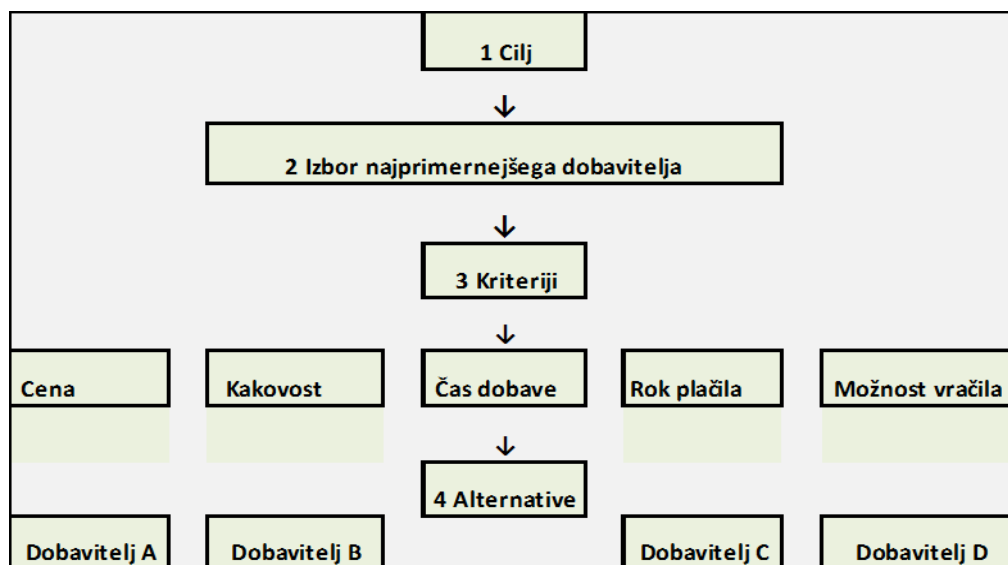 1 Cilj
2 Izbor najprimernejšega dobavitelja
3 Kriteriji
Cena
Kakovost
Čas dobave
Rok plačila
Možnost vračila
4 Alternative
Dobavitelj A
Dobavitelj B
Dobavitelj C
Dobavitelj D